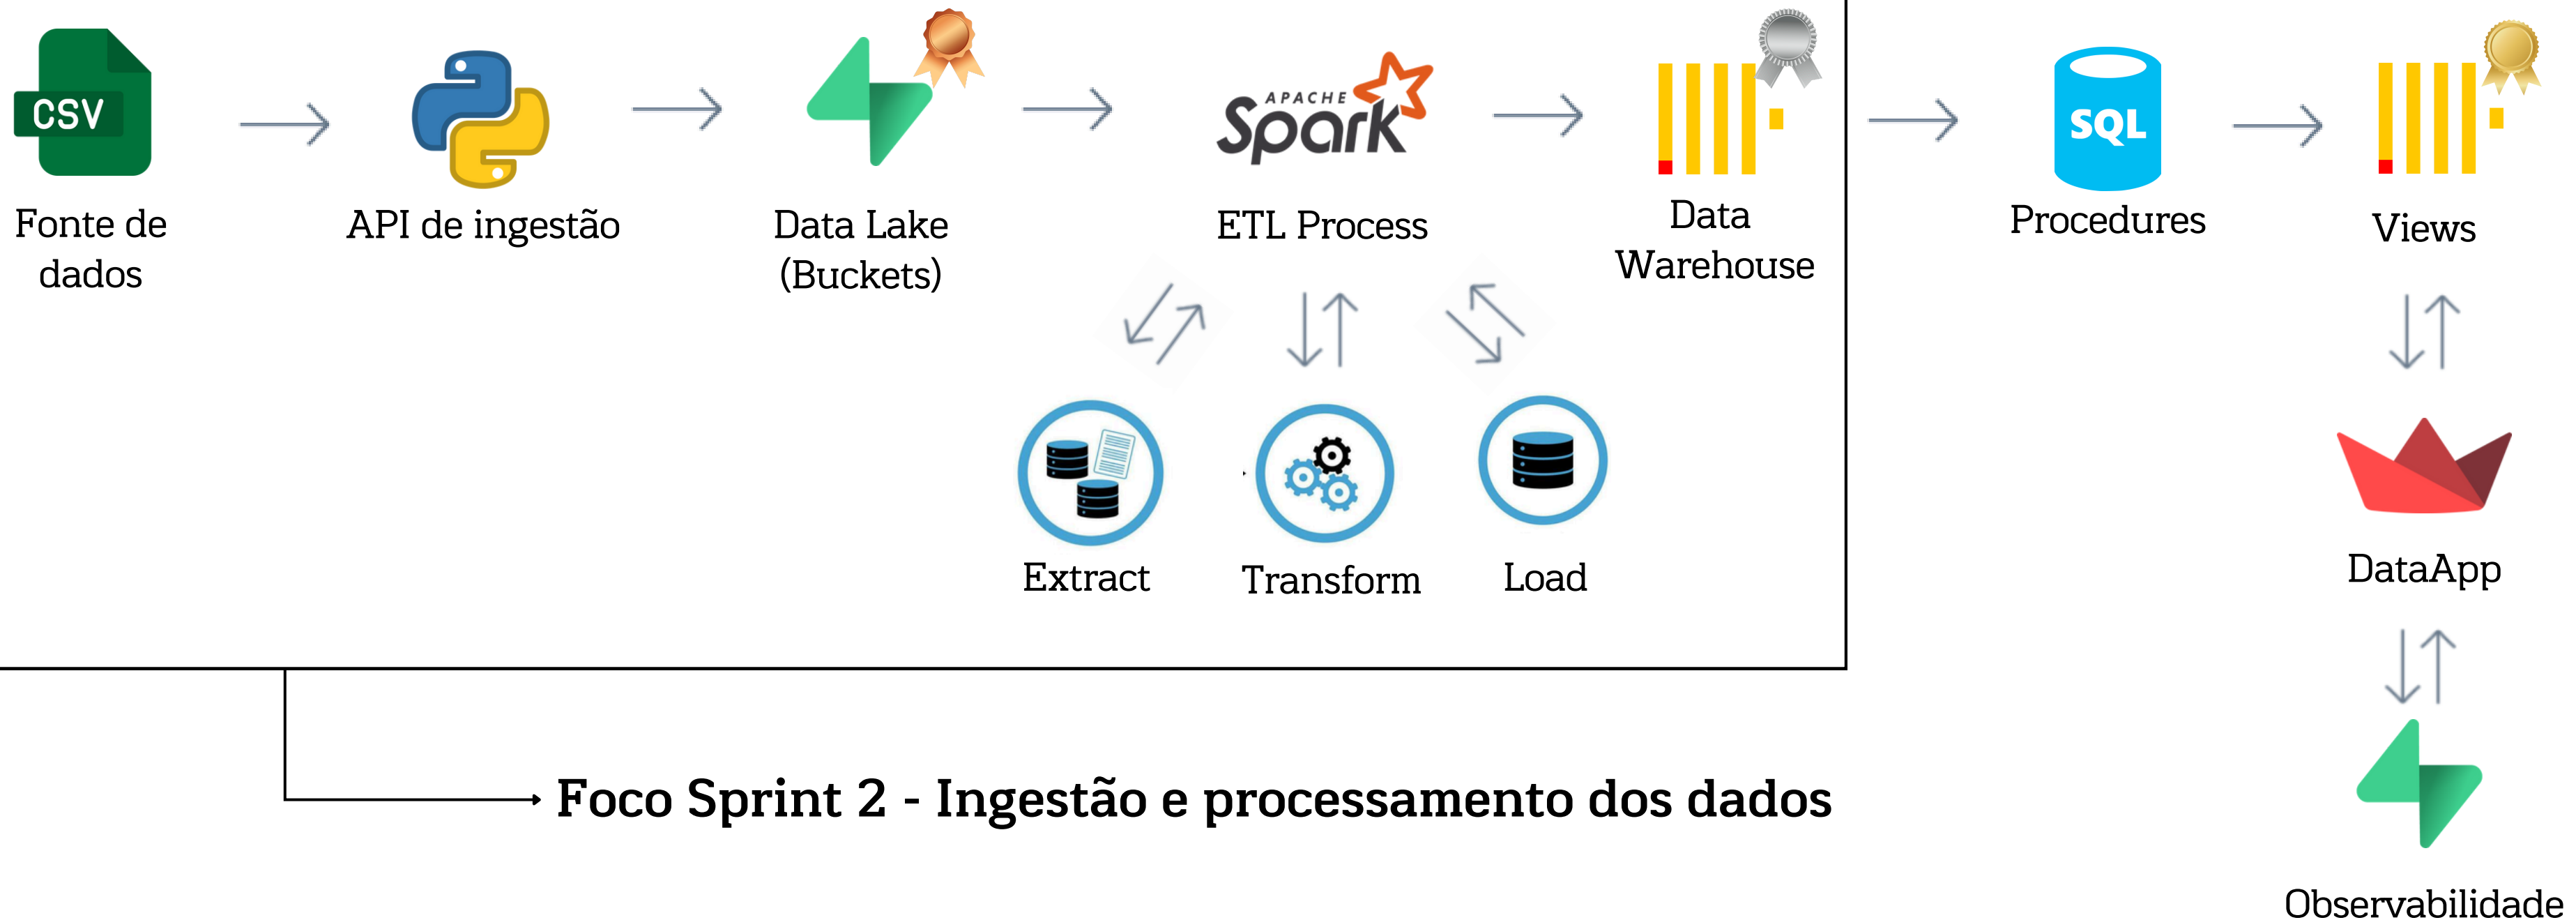 CSV
Fonte de
dados
API de ingestão
Data Lake
(Buckets)
APACHE
Spark
ETL Process
Data
Warehouse
SQL
Procedures
Views
Extract
Transform
Load
DataApp
Foco Sprint 2 - Ingestão e processamento dos dados
Observabilidade